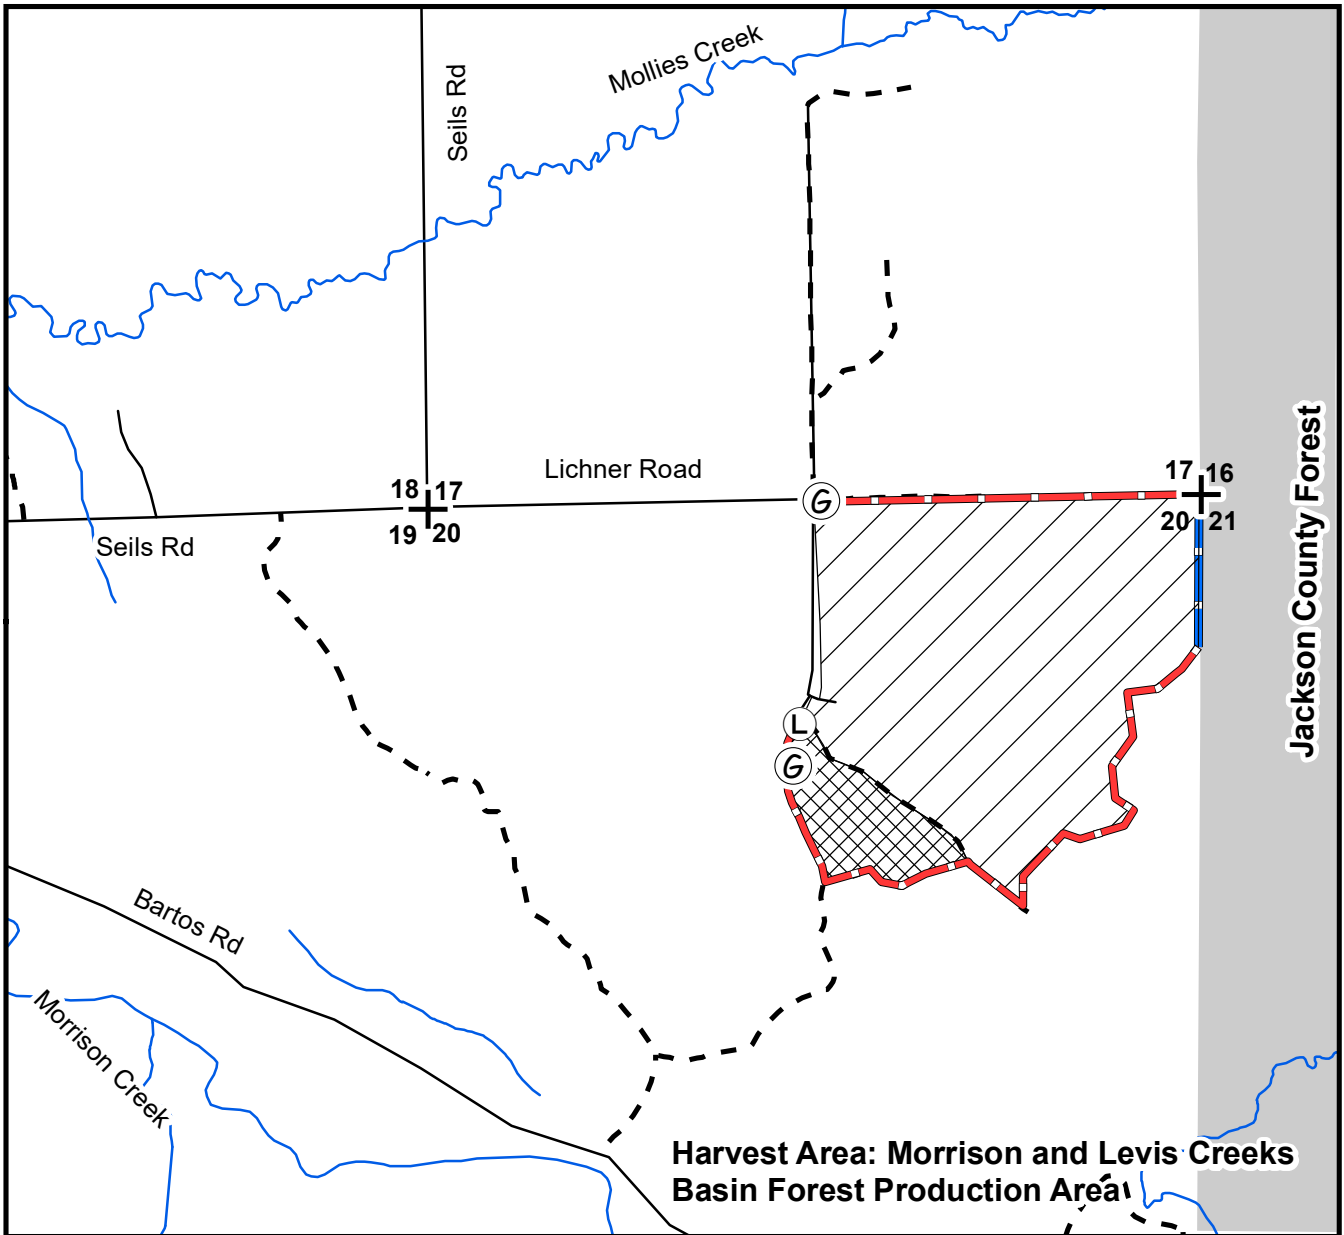 Mollies Creek
Seils Rd
Lichner Road
18 17
19 20
17 16
20 21
G
Seils Rd
Jackson County Forest
L
G
Bartos Rd
Morrison Creek
Harvest Area: Morrison and Levis Creeks
Basin Forest Production Area